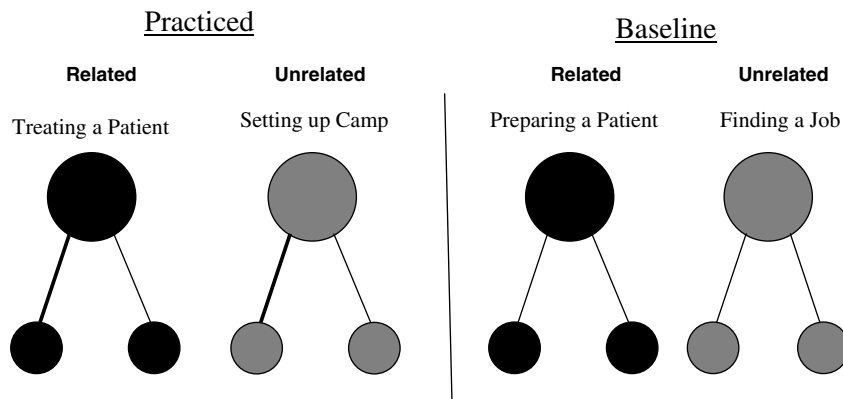 Practiced
Baseline
Related
Unrelated
Related
Unrelated
Treating a Patient
Setting up Camp
Preparing a Patient
Finding a Job